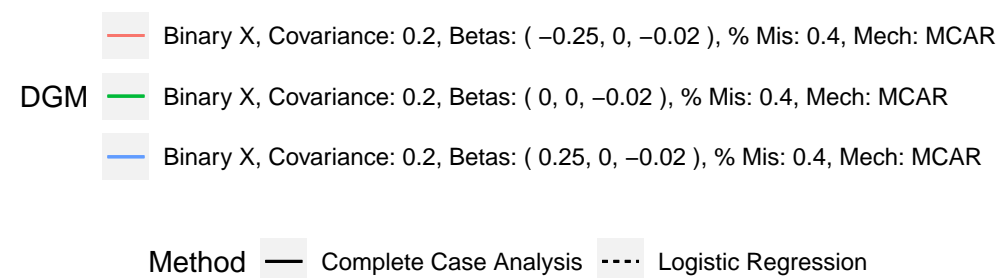 Binary X, Covariance: 0.2, Betas: ( −0.25, 0, −0.02 ), % Mis: 0.4, Mech: MCAR
DGM Binary X, Covariance: 0.2, Betas: ( 0, 0, −0.02 ), % Mis: 0.4, Mech: MCAR
Binary X, Covariance: 0.2, Betas: ( 0.25, 0, −0.02 ), % Mis: 0.4, Mech: MCAR
Method Complete Case Analysis Logistic Regression